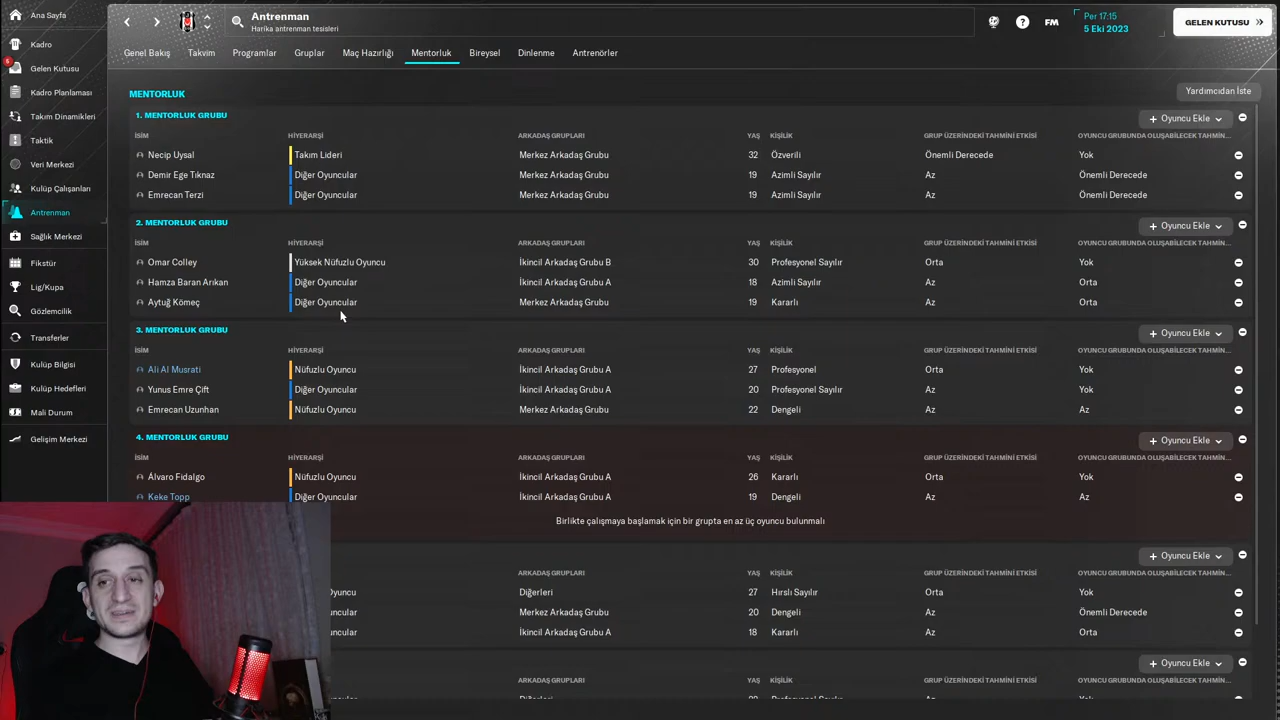 Ana Sayfa
Kadro
5
Gelen Kutusu
Kadro Planlaması
Takım Dinamikleri
Taktik
Veri Merkezi
Kulüp Çalışanları
Antrenman
Sağlık Merkezi
Fikstür
Lig/Kupa
Gözlemcilik
Transferler
Kulüp Bilgisi
Kulüp Hedefleri
Mali Durum
Gelişim Merkezi
Antrenman
Harika antrenman tesisleri
FM
Per 17:15
5 Eki 2023
GELEN KUTUSU
Genel Bakış Takvim Programlar Gruplar Maç Hazırlığı Mentorluk Bireysel Dinlenme Antrenörler
MENTORLUK
Yardımcıdan İste
1. MENTORLUK GRUBU
Oyuncu Ekle
İSİM HİYERARŞİ ARKADAŞ GRUPLARI YAŞ KİŞİLİK GRUP ÜZERİNDEKİ TAHMİNİ ETKİSİ OYUNCU GRUBUNDA OLUŞABİLECEK TAHMİN...
Necip Uysal Takım Lideri Merkez Arkadaş Grubu 32 Özverili Önemli Derecede Yok
Demir Ege Tıknaz Diğer Oyuncular Merkez Arkadaş Grubu 19 Azimli Sayılır Az Önemli Derecede
Emrecan Terzi Diğer Oyuncular Merkez Arkadaş Grubu 19 Azimli Sayılır Az Önemli Derecede
2. MENTORLUK GRUBU
Oyuncu Ekle
İSİM HİYERARŞİ ARKADAŞ GRUPLARI YAŞ KİŞİLİK GRUP ÜZERİNDEKİ TAHMİNİ ETKİSİ OYUNCU GRUBUNDA OLUŞABİLECEK TAHMİN...
Omar Colley Yüksek Nüfuzlu Oyuncu İkincil Arkadaş Grubu B 30 Profesyonel Sayılır Orta Yok
Hamza Baran Arıkan Diğer Oyuncular İkincil Arkadaş Grubu A 18 Azimli Sayılır Az Orta
Aytuğ Kömeç Diğer Oyuncular Merkez Arkadaş Grubu 19 Kararlı Az Orta
3. MENTORLUK GRUBU
Oyuncu Ekle
İSİM HİYERARŞİ ARKADAŞ GRUPLARI YAŞ KİŞİLİK GRUP ÜZERİNDEKİ TAHMİNİ ETKİSİ OYUNCU GRUBUNDA OLUŞABİLECEK TAHMİN...
Ali Al Musrati Nüfuzlu Oyuncu İkincil Arkadaş Grubu A 27 Profesyonel Orta Yok
Yunus Emre Çift Diğer Oyuncular İkincil Arkadaş Grubu A 20 Profesyonel Sayılır Az Yok
Emrecan Uzunhan Nüfuzlu Oyuncu Merkez Arkadaş Grubu 22 Dengeli Az Az
4. MENTORLUK GRUBU
Oyuncu Ekle
İSİM HİYERARŞİ ARKADAŞ GRUPLARI YAŞ KİŞİLİK GRUP ÜZERİNDEKİ TAHMİNİ ETKİSİ OYUNCU GRUBUNDA OLUŞABİLECEK TAHMİN...
Álvaro Fidalgo Nüfuzlu Oyuncu İkincil Arkadaş Grubu A 26 Kararlı Orta Yok
Keke Topp Diğer Oyuncular İkincil Arkadaş Grubu A 19 Dengeli Az Az
Birlikte çalışmaya başlamak için bir grupta en az üç oyuncu bulunmalı
Oyuncu Ekle
ARKADAŞ GRUPLARI YAŞ KİŞİLİK GRUP ÜZERİNDEKİ TAHMİNİ ETKİSİ OYUNCU GRUBUNDA OLUŞABİLECEK TAHMİN...
Oyuncu Diğerleri 27 Hırslı Sayılır Orta Yok
Merkez Arkadaş Grubu 20 Dengeli Az Önemli Derecede
İkincil Arkadaş Grubu A 18 Kararlı Az Orta
Oyuncu Ekle
ARKADAŞ GRUPLARI YAŞ KİŞİLİK GRUP ÜZERİNDEKİ TAHMİNİ ETKİSİ OYUNCU GRUBUNDA OLUŞABİLECEK TAHMİN...